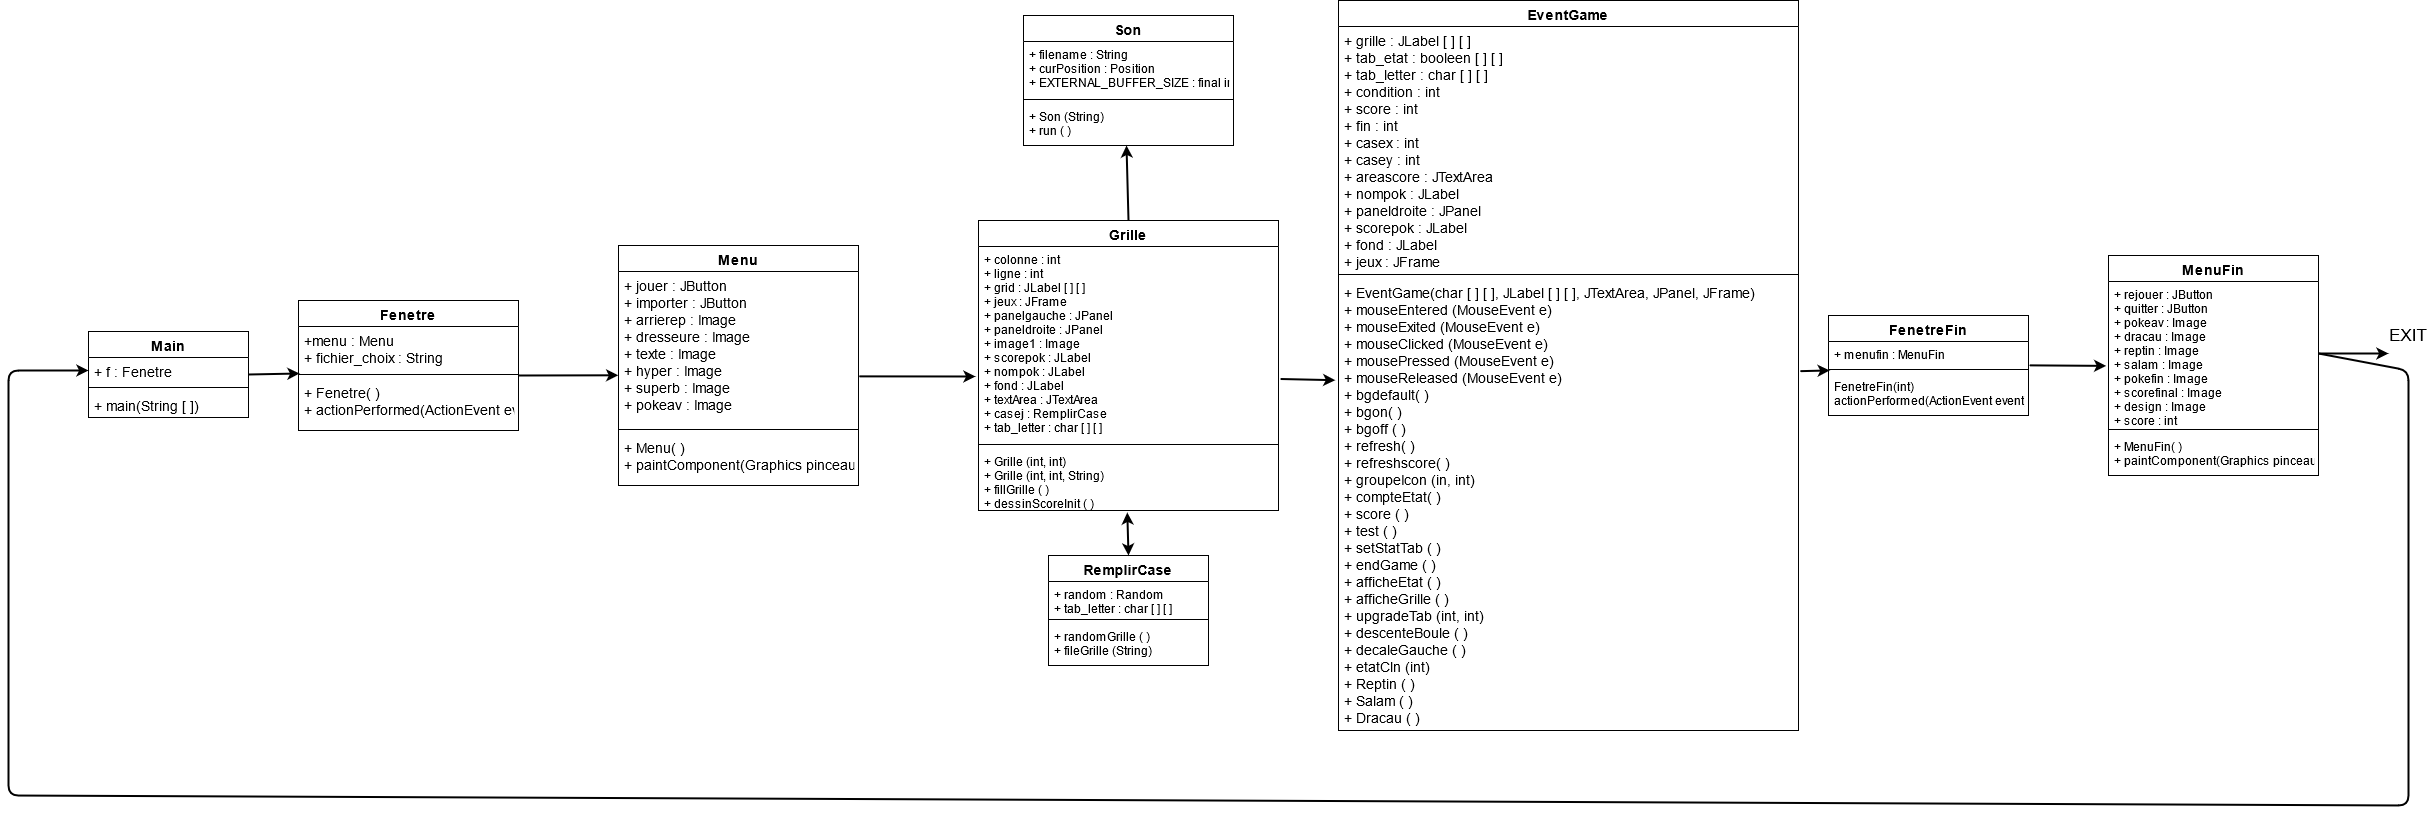 Main
+ f : Fenetre
+ main(String [ ])
Fenetre
+menu : Menu
+ fichier_choix : String
+ Fenetre( )
+ actionPerformed(ActionEvent ev
Menu
+ jouer : JButton
+ importer : JButton
+ arrierep : Image
+ dresseure : Image
+ texte : Image
+ hyper : Image
+ superb : Image
+ pokeav : Image
+ Menu( )
+ paintComponent(Graphics pinceau
Son
+ filename : String
+ curPosition : Position
+ EXTERNAL_BUFFER_SIZE : final in
+ Son (String)
+ run ( )
Grille
+ colonne : int
+ ligne : int
+ grid : JLabel [ ] [ ]
+ jeux : JFrame
+ panelgauche : JPanel
+ paneldroite : JPanel
+ image1 : Image
+ scorepok : JLabel
+ nompok : JLabel
+ fond : JLabel
+ textArea : JTextArea
+ casej : RemplirCase
+ tab_letter : char [ ] [ ]
+ Grille (int, int)
+ Grille (int, int, String)
+ fillGrille ( )
+ dessinScoreInit ( )
RemplirCase
+ random : Random
+ tab_letter : char [ ] [ ]
+ randomGrille ( )
+ fileGrille (String)
EventGame
+ grille : JLabel [ ] [ ]
+ tab_etat : booleen [ ] [ ]
+ tab_letter : char [ ] [ ]
+ condition : int
+ score : int
+ fin : int
+ casex : int
+ casey : int
+ areascore : JTextArea
+ nompok : JLabel
+ paneldroite : JPanel
+ scorepok : JLabel
+ fond : JLabel
+ jeux : JFrame
+ EventGame(char [ ] [ ], JLabel [ ] [ ], JTextArea, JPanel, JFrame)
+ mouseEntered (MouseEvent e)
+ mouseExited (MouseEvent e)
+ mouseClicked (MouseEvent e)
+ mousePressed (MouseEvent e)
+ mouseReleased (MouseEvent e)
+ bgdefault( )
+ bgon( )
+ bgoff ( )
+ refresh( )
+ refreshscore( )
+ groupeIcon (in, int)
+ compteEtat( )
+ score ( )
+ test ( )
+ setStatTab ( )
+ endGame ( )
+ afficheEtat ( )
+ afficheGrille ( )
+ upgradeTab (int, int)
+ descenteBoule ( )
+ decaleGauche ( )
+ etatCln (int)
+ Reptin ( )
+ Salam ( )
+ Dracau ( )
FenetreFin
+ menufin : MenuFin
FenetreFin(int)
actionPerformed(ActionEvent event
MenuFin
+ rejouer : JButton
+ quitter : JButton
+ pokeav : Image
+ dracau : Image
+ reptin : Image
+ salam : Image
+ pokefin : Image
+ scorefinal : Image
+ design : Image
+ score : int
+ MenuFin( )
+ paintComponent(Graphics pinceau
EXIT